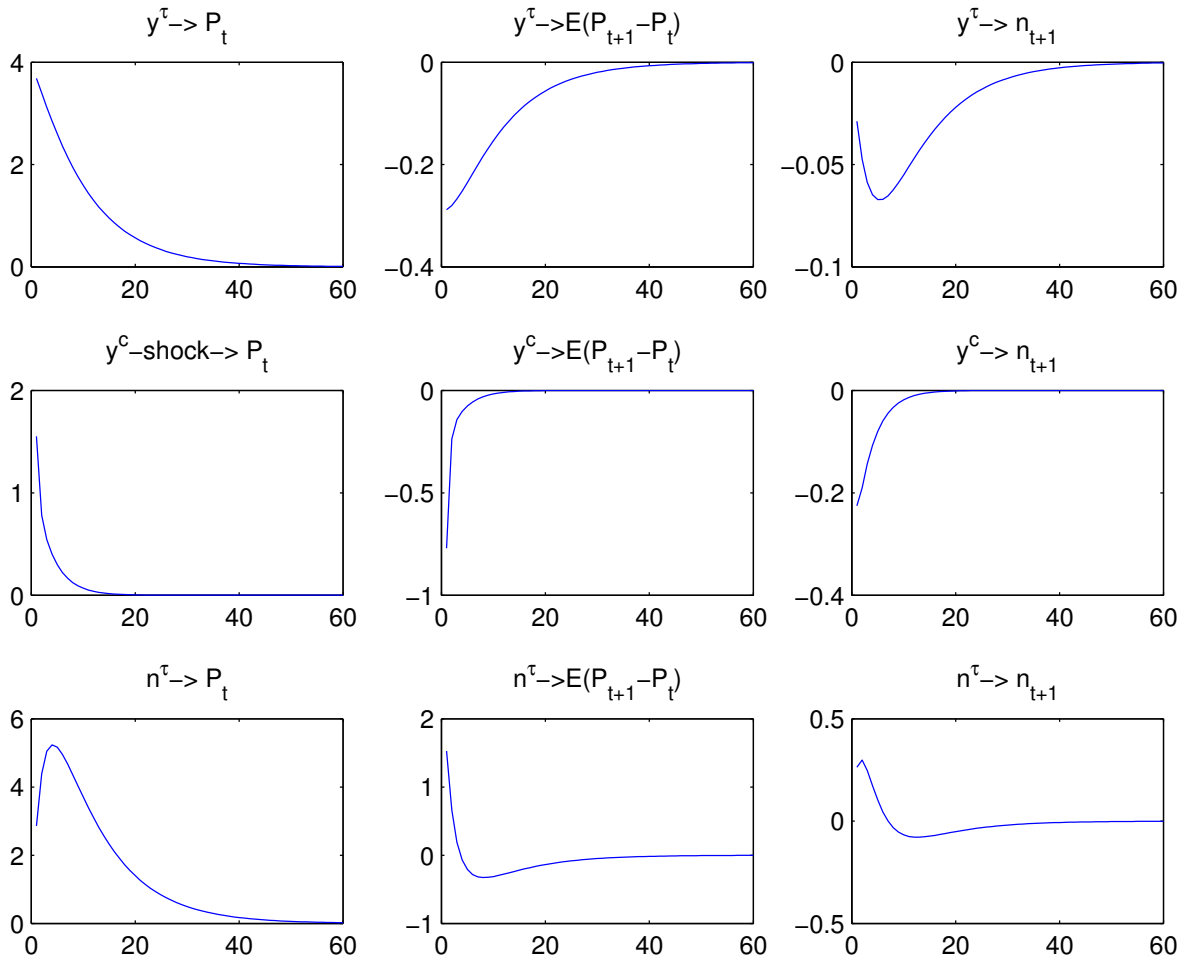 y^τ−> P_t
y^τ−>E(P_{t+1}−P_t)
y^τ−> n_{t+1}
4
2
0
0 20 40 60
0
−0.2
−0.4
0 20 40 60
0
−0.05
−0.1
0 20 40 60
y^c−shock−> P_t
y^c−>E(P_{t+1}−P_t)
y^c−> n_{t+1}
2
1
0
0 20 40 60
0
−0.5
−1
0 20 40 60
0
−0.2
−0.4
0 20 40 60
n^τ−> P_t
n^τ−>E(P_{t+1}−P_t)
n^τ−> n_{t+1}
6
4
2
0
0 20 40 60
2
1
0
−1
0 20 40 60
0.5
0
−0.5
0 20 40 60